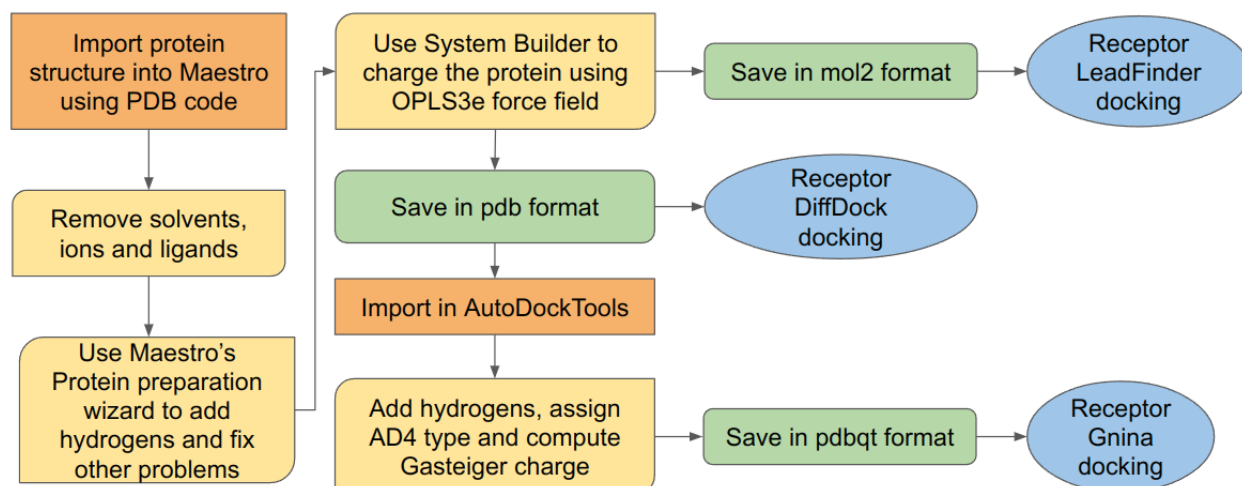 Import protein
structure into Maestro
using PDB code
Remove solvents,
ions and ligands
Use Maestro's
Protein preparation
wizard to add
hydrogens and fix
other problems
Use System Builder to
charge the protein using
OPLS3e force field
Save in mol2 format
Receptor
LeadFinder
docking
Save in pdb format
Receptor
DiffDock
docking
Import in AutoDockTools
Add hydrogens, assign
AD4 type and compute
Gasteiger charge
Save in pdbqt format
Receptor
Gnina
docking